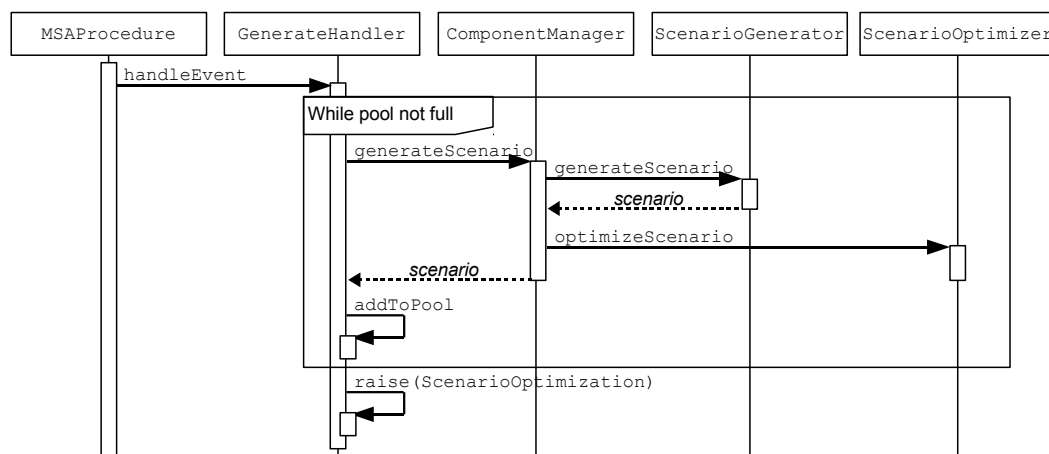 MSAProcedure
GenerateHandler
ComponentManager
ScenarioGenerator
ScenarioOptimizer
handleEvent
While pool not full
generateScenario
generateScenario
scenario
optimizeScenario
scenario
addToPool
raise(ScenarioOptimization)